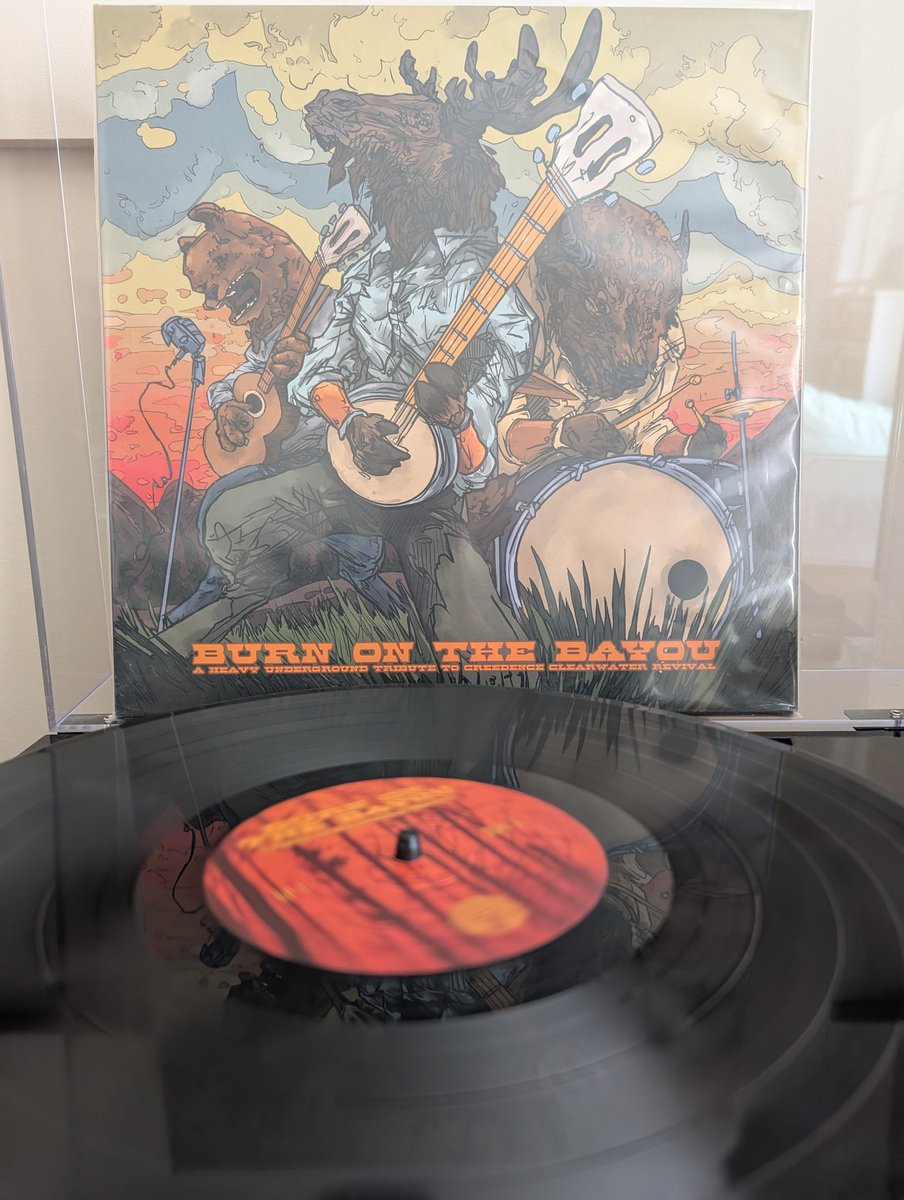 BURN ON THE BAYOU
A HEAVY UNDERGROUND TRIBUTE TO CREEDENCE CLEARWATER REVIVAL